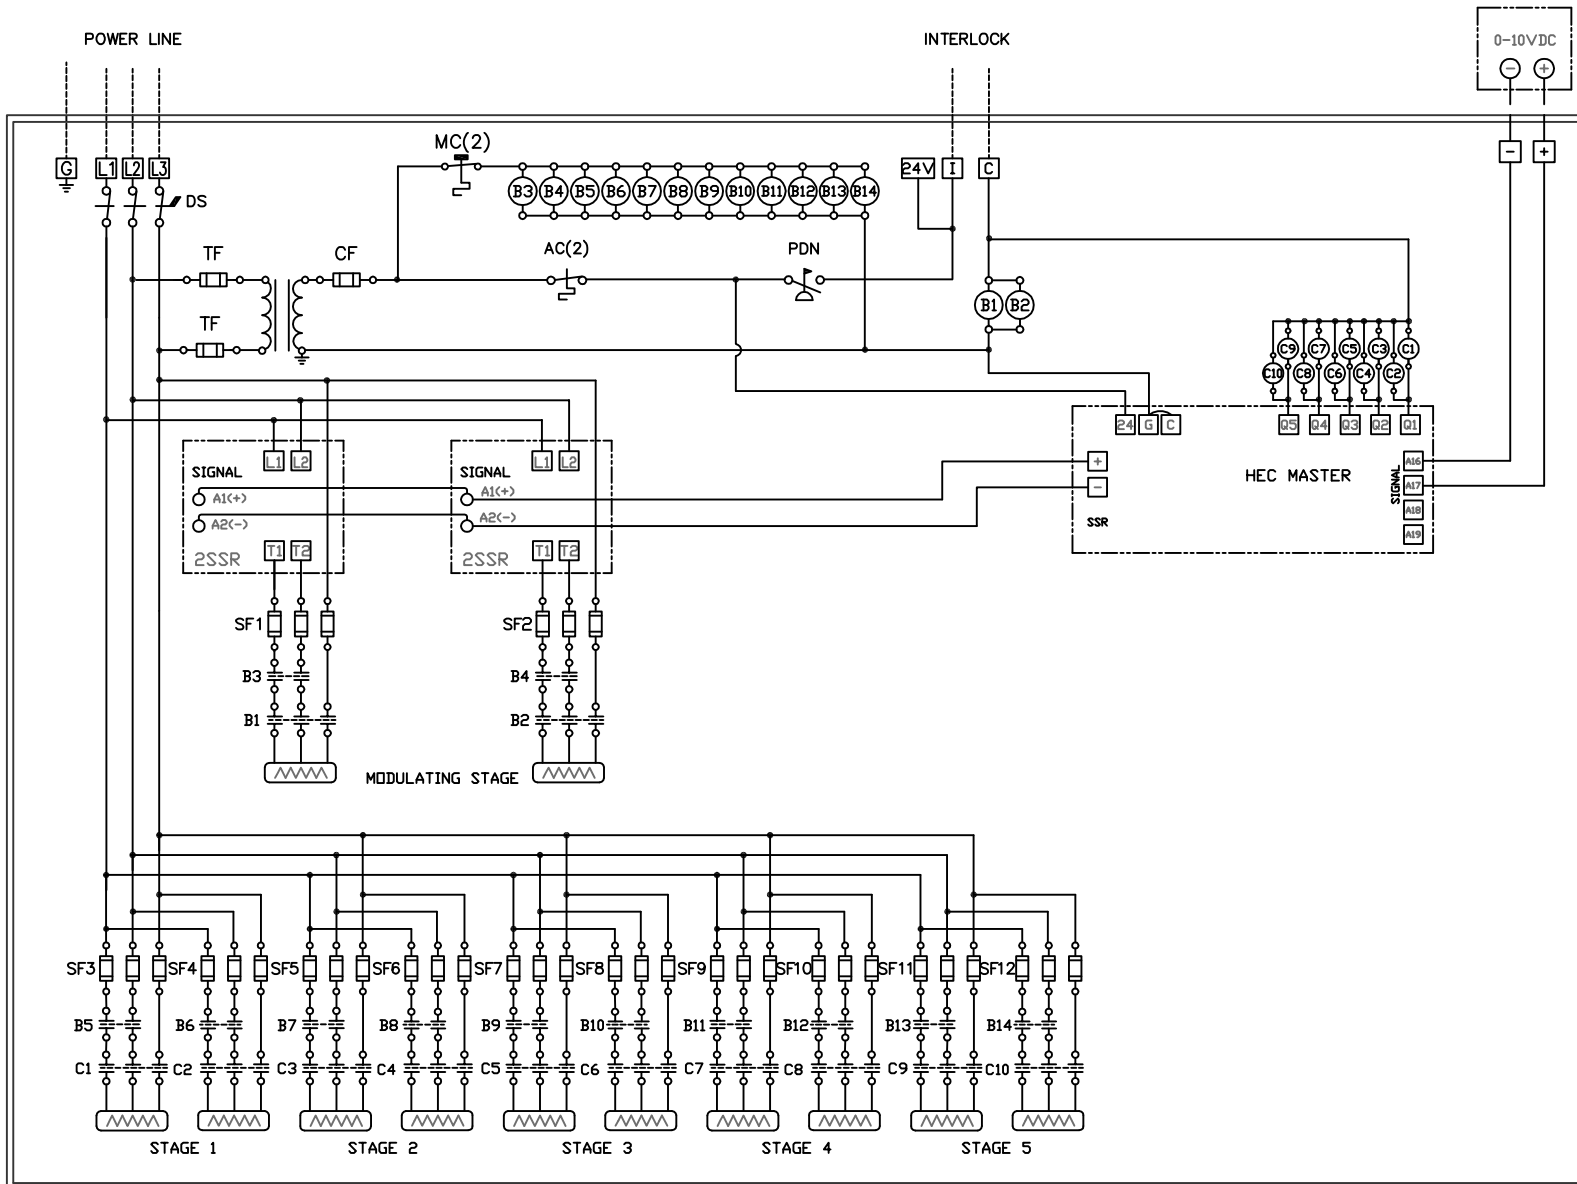 POWER LINE
INTERLOCK
0-10VDC
- +
G L1 L2 L3
MC(2)
24V I C
- +
B3 B4 B5 B6 B7 B8 B9 B10 B11 B12 B13 B14
DS
TF CF AC(2) PDN
B1 B2
TF
C9 C7 C5 C3 C1
C10 C8 C6 C4 C2
24 G C Q5 Q4 Q3 Q2 Q1
L1 L2 L1 L2
SIGNAL SIGNAL
A1(+) A1(+)
A2(-) A2(-)
T1 T2 T1 T2
2SSR 2SSR
+
-
SSR
HEC MASTER
SIGNAL
A16
A17
A18
A19
SF1 SF2
B3 B4
B1 B2
MODULATING STAGE
SF3 SF4 SF5 SF6 SF7 SF8 SF9 SF10 SF11 SF12
B5 B6 B7 B8 B9 B10 B11 B12 B13 B14
C1 C2 C3 C4 C5 C6 C7 C8 C9 C10
STAGE 1 STAGE 2 STAGE 3 STAGE 4 STAGE 5